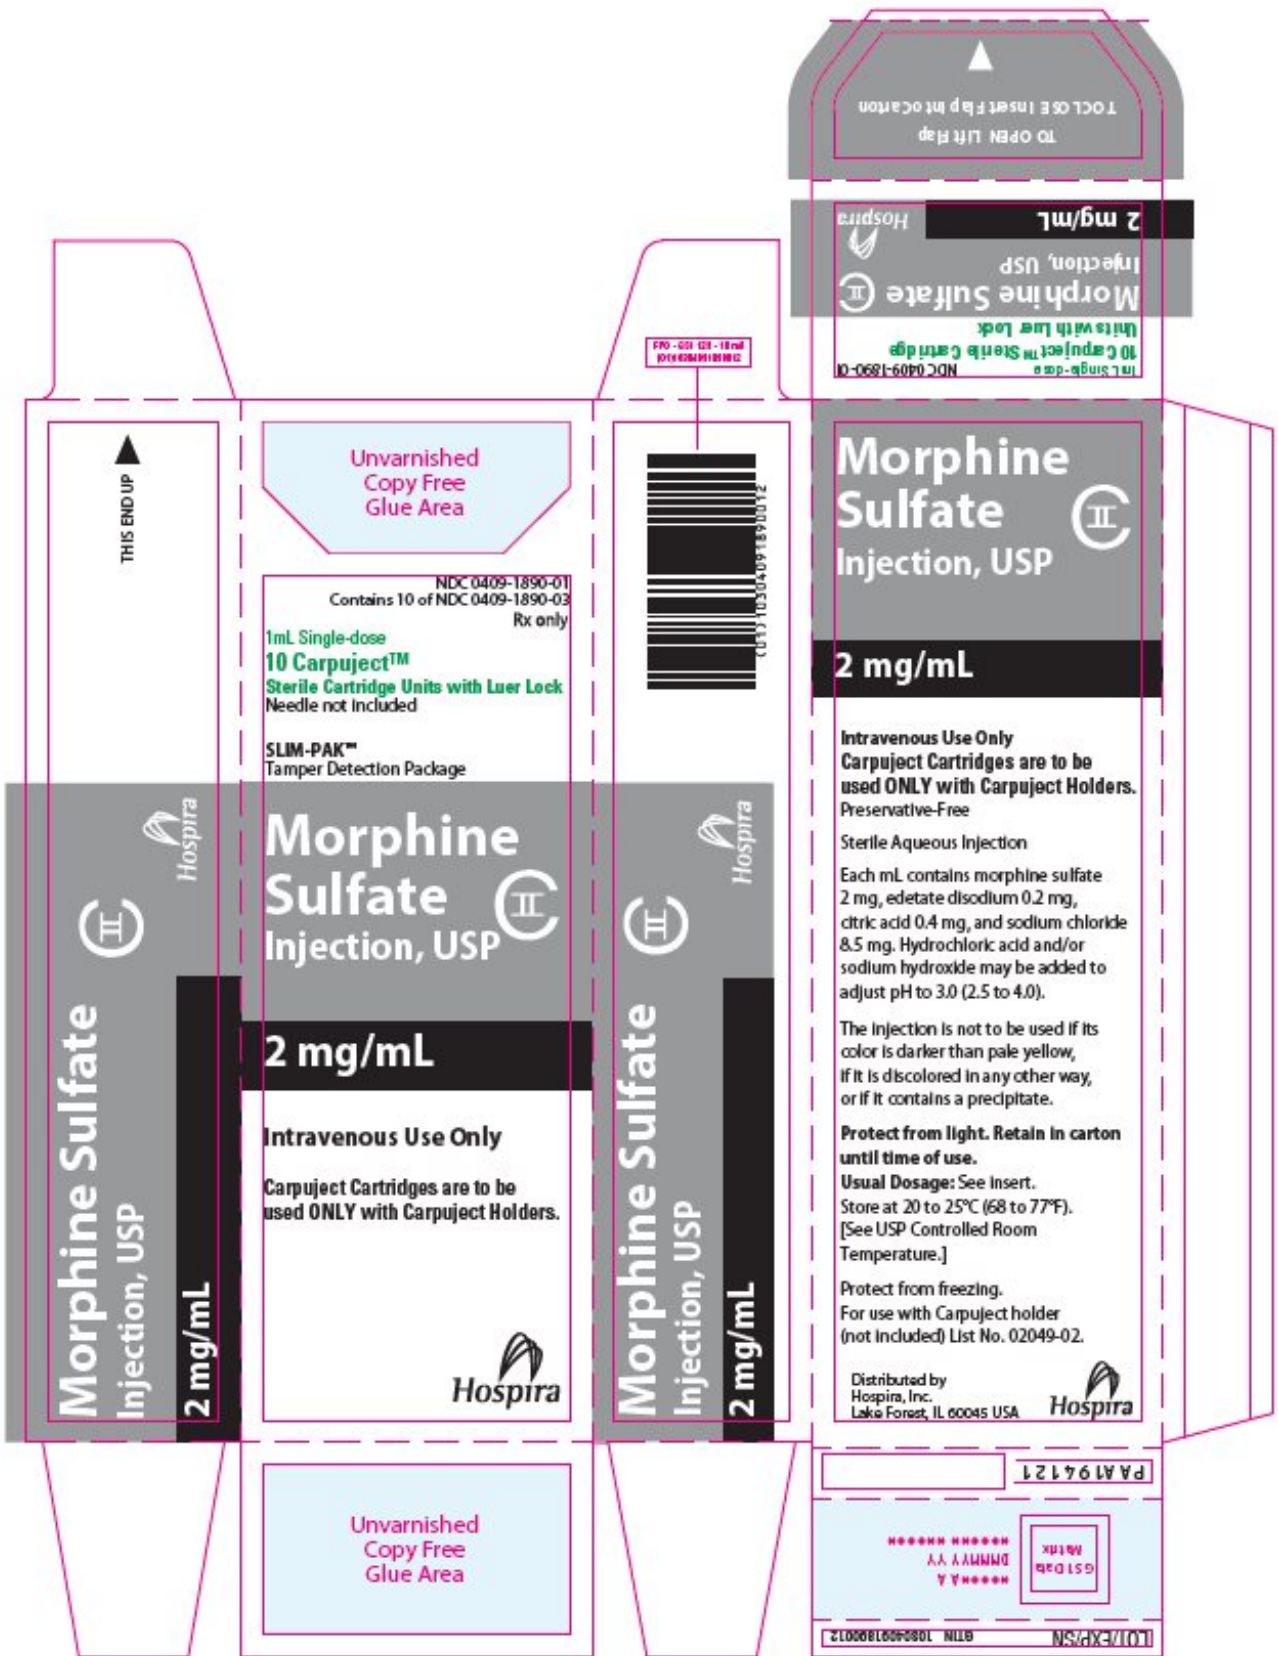 TO OPEN Lift Flap
TO CLOSE Insert Flap Into Carton
1mL Single-dose NDC 0409-1890-01
10 Carpuject™ Sterile Cartridge
Units with Luer Lock
Morphine Sulfate CII
Injection, USP
2 mg/mL
Hospira
THIS END UP
Hospira
CII
Morphine Sulfate
Injection, USP
2 mg/mL
Unvarnished
Copy Free
Glue Area
NDC 0409-1890-01
Contains 10 of NDC 0409-1890-03
Rx only
1mL Single-dose
10 Carpuject™
Sterile Cartridge Units with Luer Lock
Needle not included
SLIM-PAK™
Tamper Detection Package
Morphine
Sulfate CII
Injection, USP
2 mg/mL
Intravenous Use Only
Carpuject Cartridges are to be
used ONLY with Carpuject Holders.
Hospira
Unvarnished
Copy Free
Glue Area
(01)10304091890012
Hospira
CII
Morphine Sulfate
Injection, USP
2 mg/mL
Morphine
Sulfate CII
Injection, USP
2 mg/mL
Intravenous Use Only
Carpuject Cartridges are to be
used ONLY with Carpuject Holders.
Preservative-Free
Sterile Aqueous Injection
Each mL contains morphine sulfate
2 mg, edetate disodium 0.2 mg,
citric acid 0.4 mg, and sodium chloride
8.5 mg. Hydrochloric acid and/or
sodium hydroxide may be added to
adjust pH to 3.0 (2.5 to 4.0).
The injection is not to be used if its
color is darker than pale yellow,
if it is discolored in any other way,
or if it contains a precipitate.
Protect from light. Retain in carton
until time of use.
Usual Dosage: See insert.
Store at 20 to 25°C (68 to 77°F).
[See USP Controlled Room
Temperature.]
Protect from freezing.
For use with Carpuject holder
(not included) List No. 02049-02.
Distributed by
Hospira, Inc.
Lake Forest, IL 60045 USA
Hospira
PAA194121
GS1 Data
Matrix
DMMMYY YY
LOT/EXP/SN GTIN